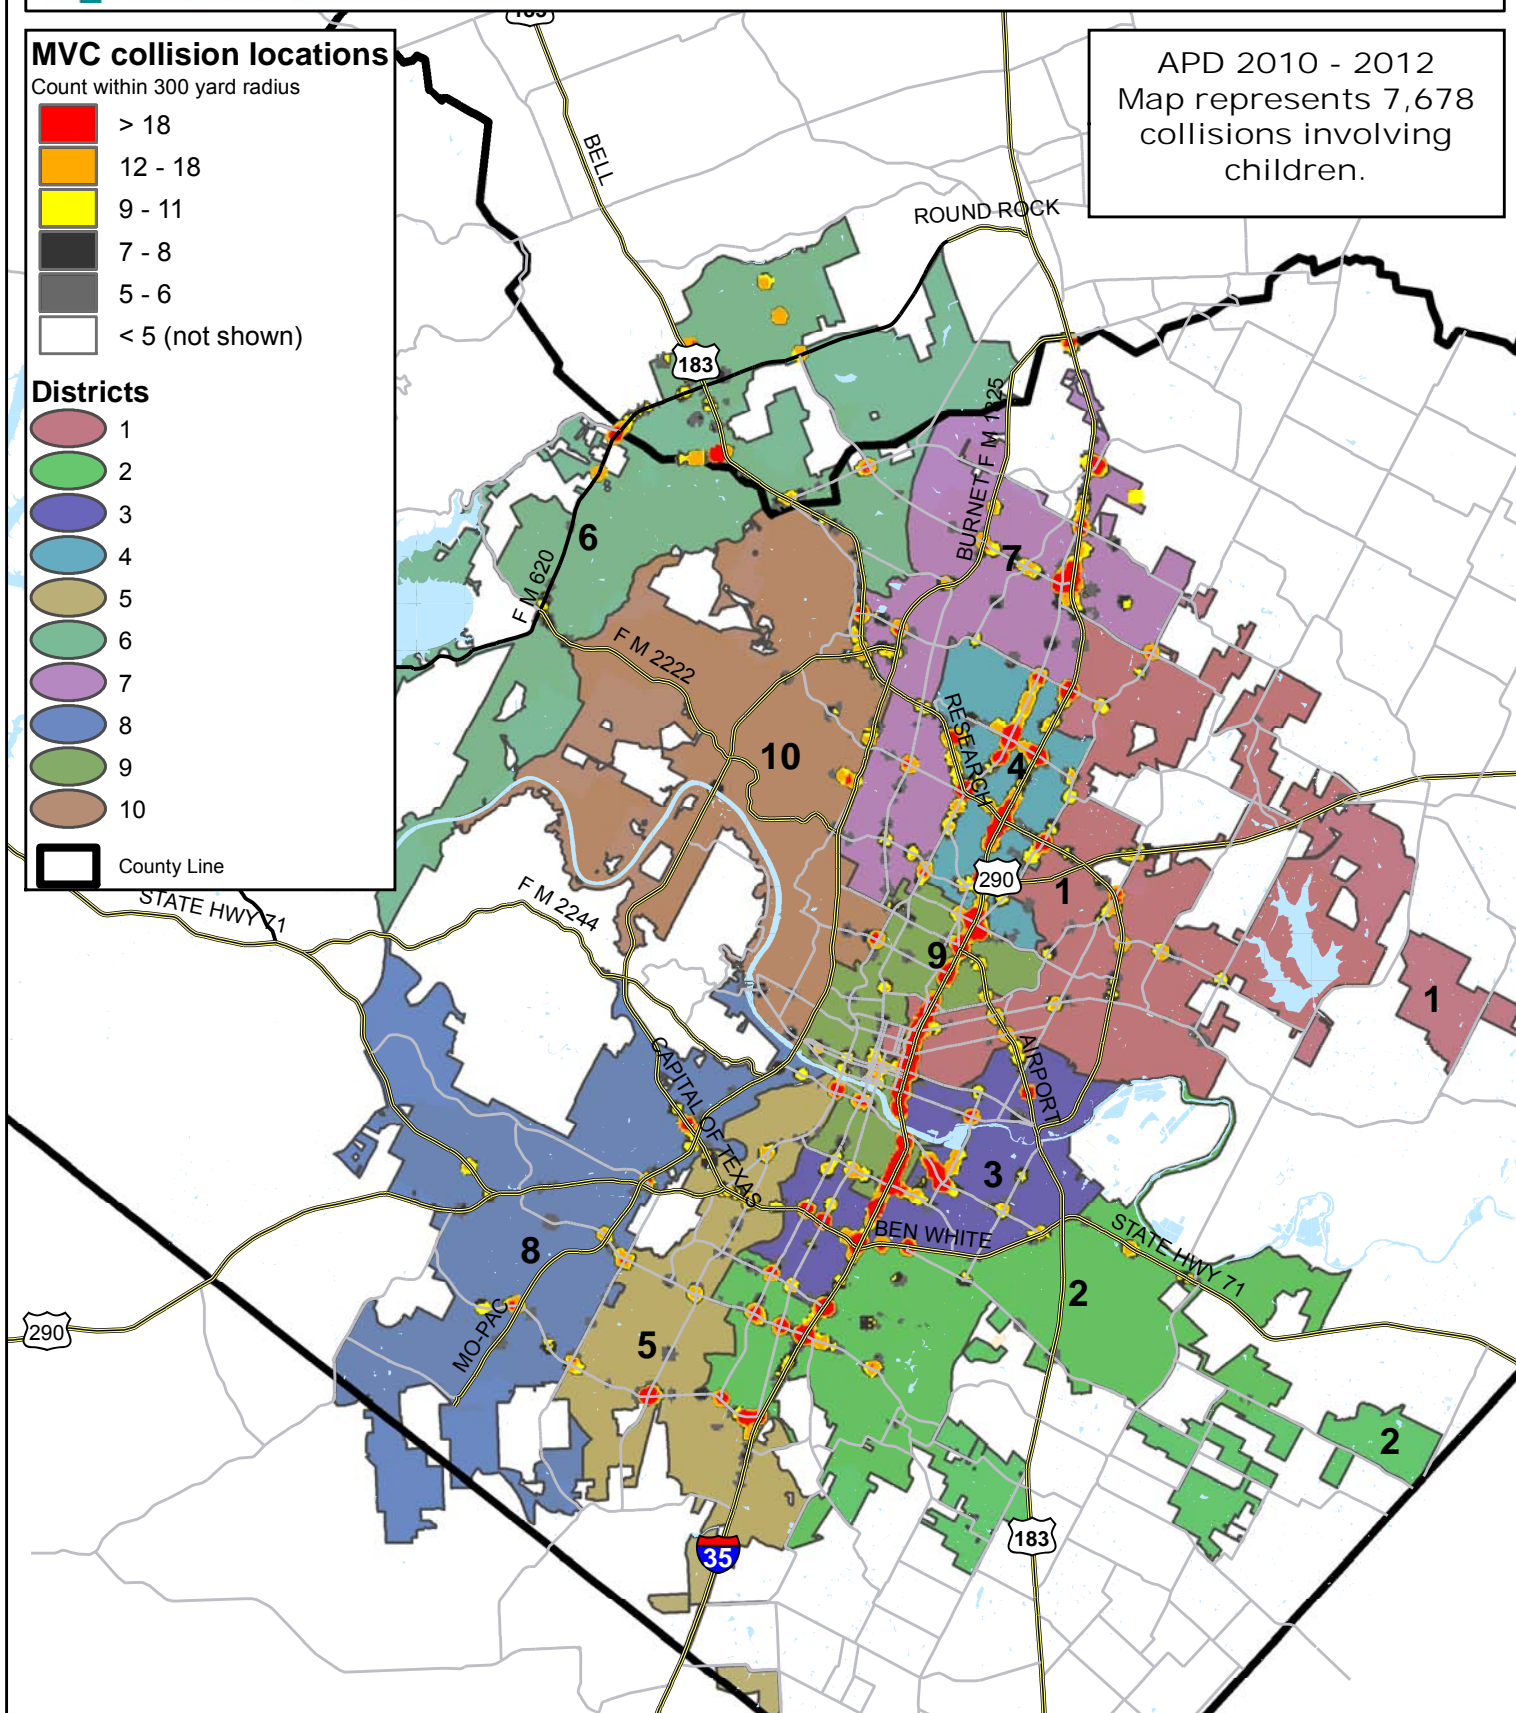 183
MVC collision locations
Count within 300 yard radius
> 18
12 - 18
9 - 11
7 - 8
5 - 6
< 5 (not shown)
Districts
1
2
3
4
5
6
7
8
9
10
County Line
APD 2010 - 2012
Map represents 7,678
collisions involving
children.
BELL
ROUND ROCK
183
BURNET F M 1325
6
7
F M 620
F M 2222
RESEARCH
10
4
290
1
STATE HWY 71
F M 2244
9
1
CAPITAL OF TEXAS
AIRPORT
3
BEN WHITE
STATE HWY 71
8
2
290
MO-PAC
5
2
183
35